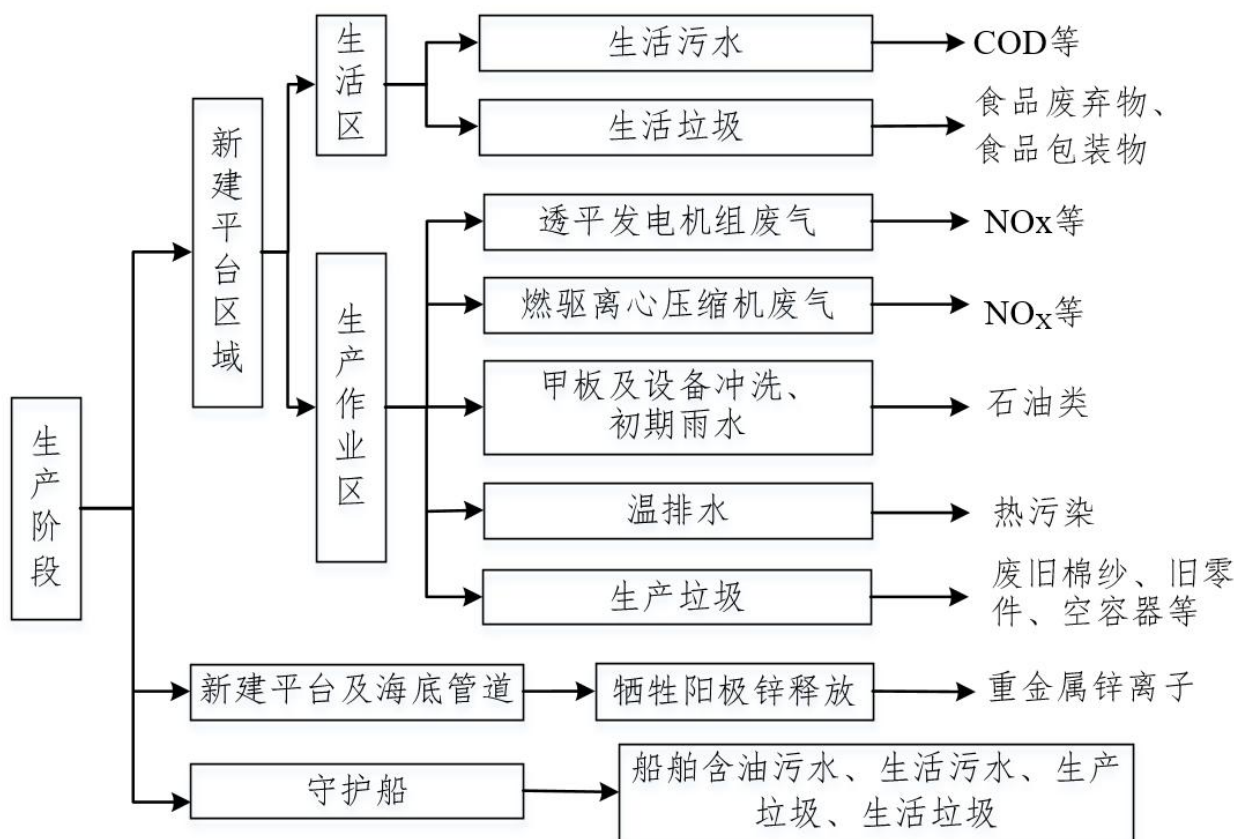 生活区
生活污水
COD等
生活垃圾
食品废弃物、
食品包装物
新建平台区域
透平发电机组废气
NOx等
燃驱离心压缩机废气
NOx等
生产作业区
甲板及设备冲洗、
初期雨水
石油类
生产阶段
温排水
热污染
生产垃圾
废旧棉纱、旧零
件、空容器等
新建平台及海底管道
牺牲阳极锌释放
重金属锌离子
守护船
船舶含油污水、生活污水、生产
垃圾、生活垃圾